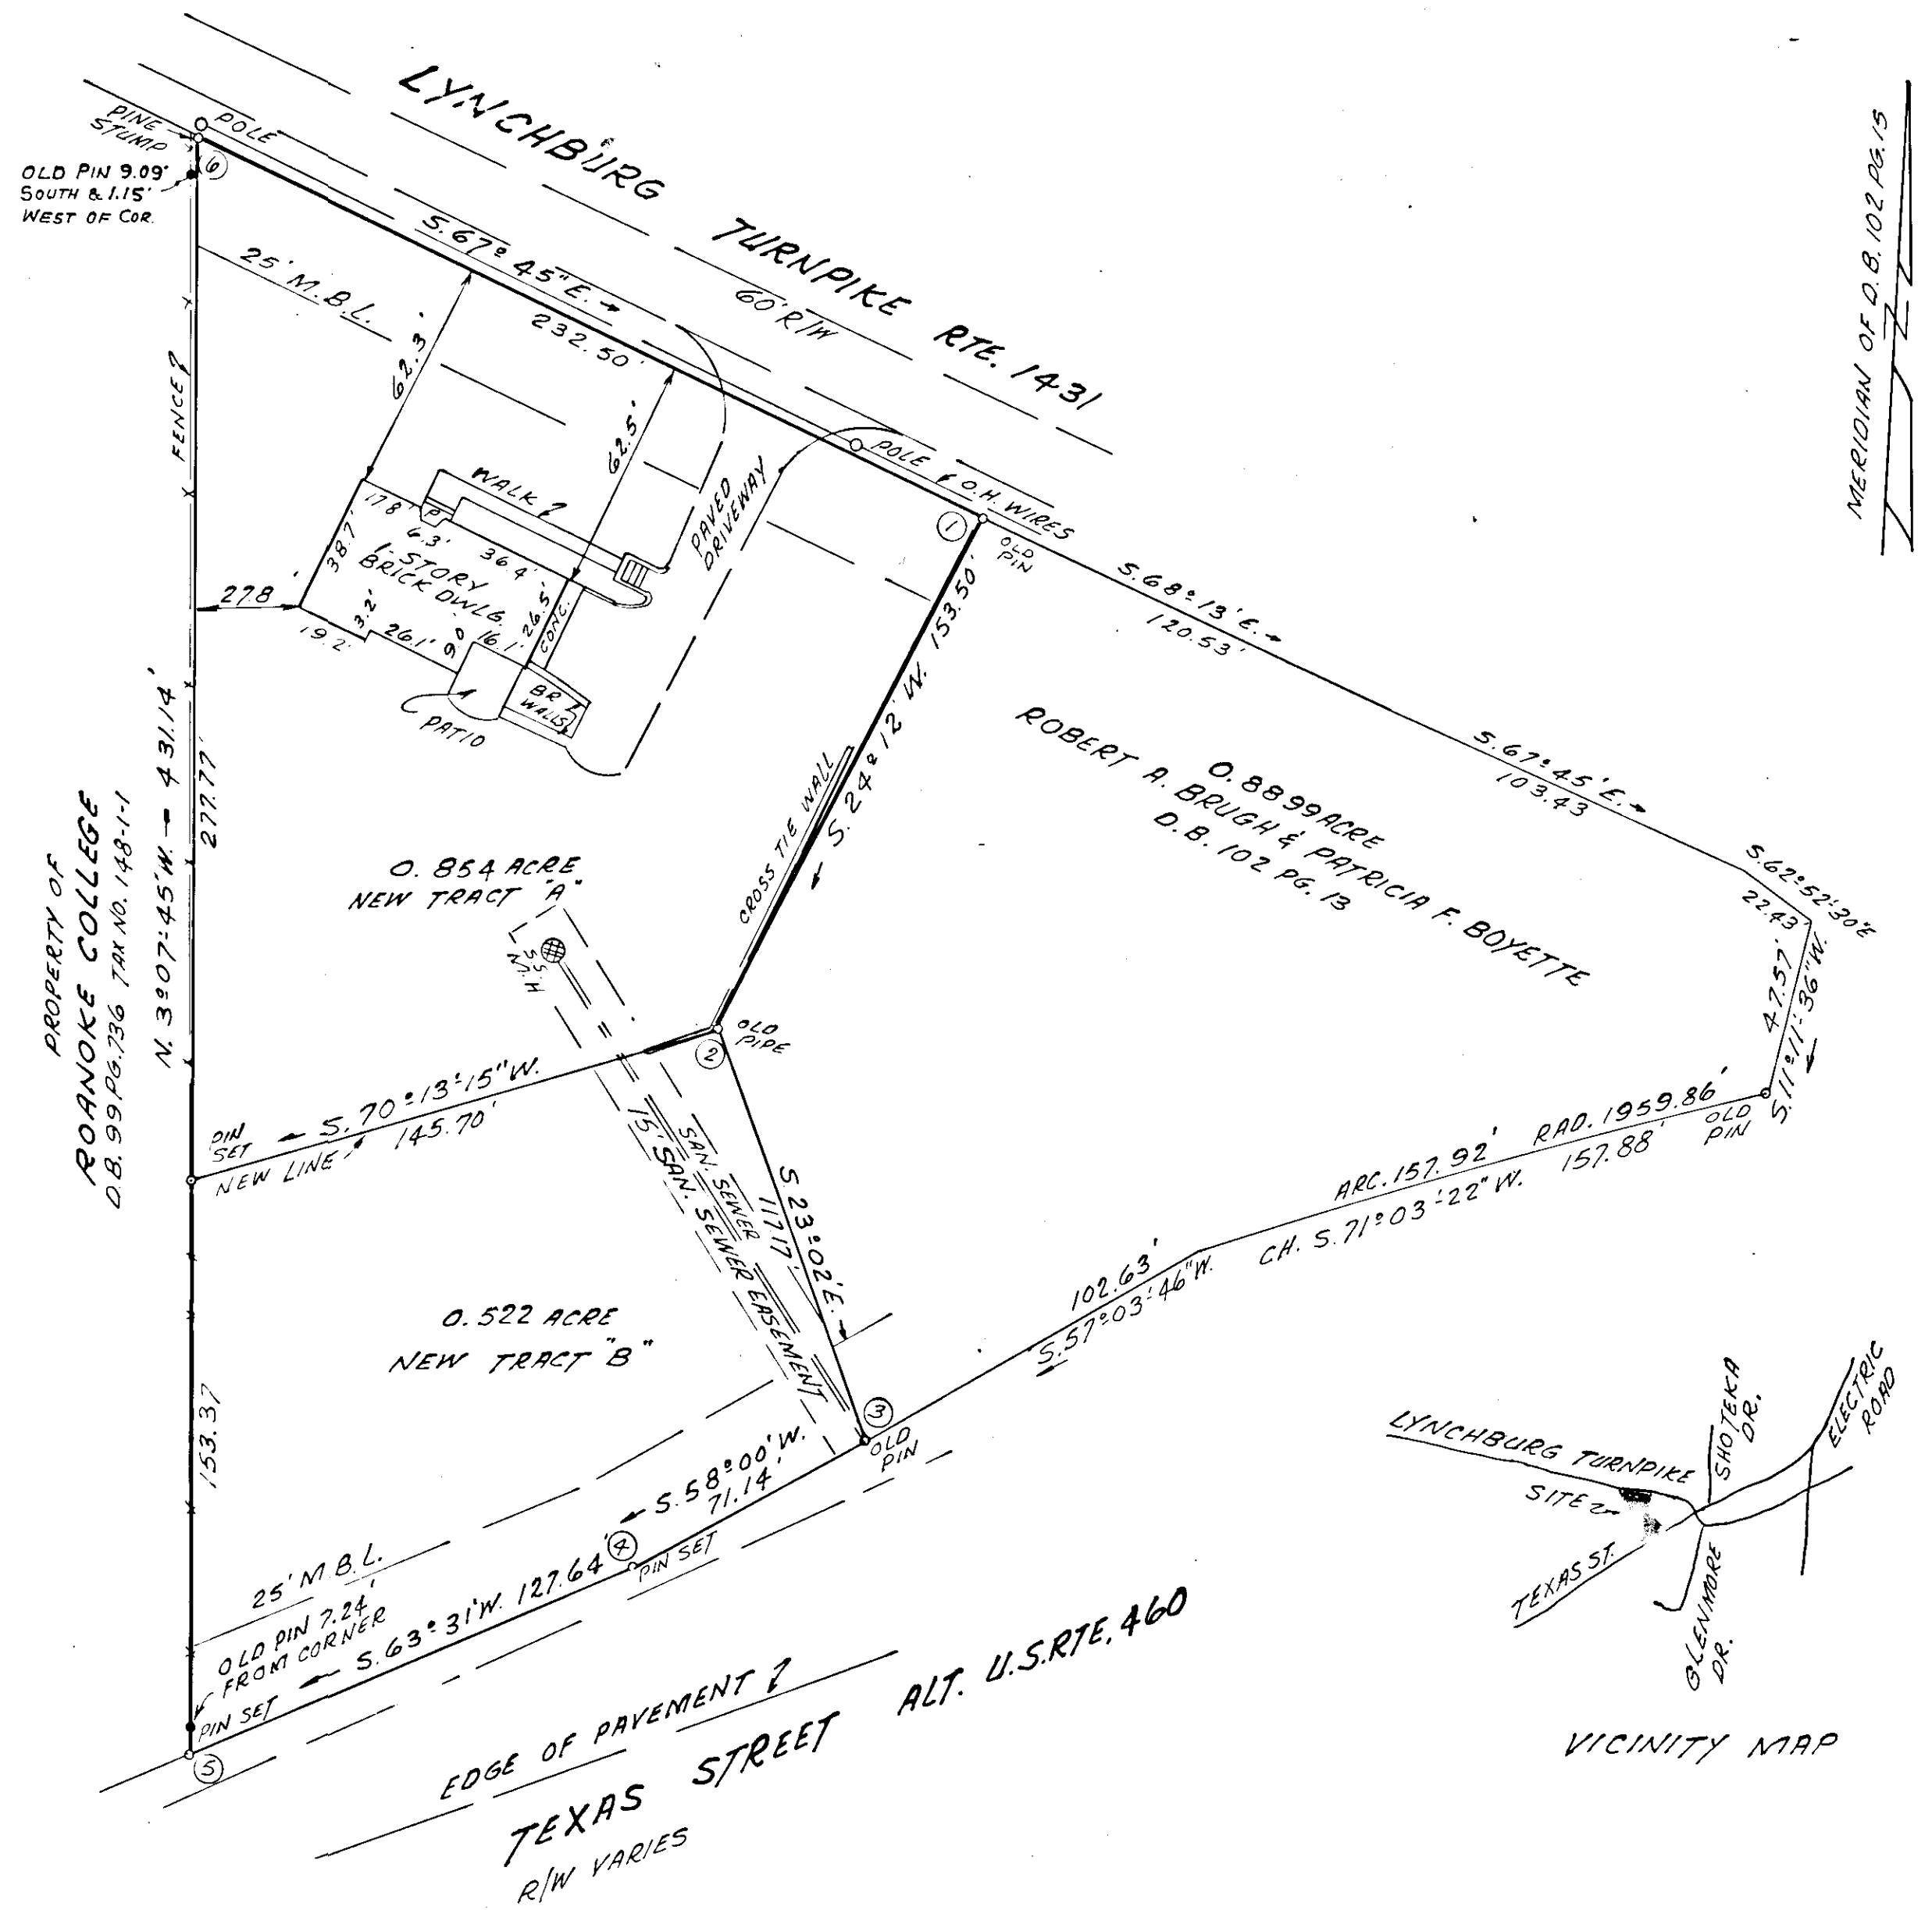 LYNCHBURG TURNPIKE RTE. 1431
60' R/W
MERIDIAN OF D.B. 102 PG. 15
PINE
STUMP
POLE
6
OLD PIN 9.09'
SOUTH & 1.15'
WEST OF COR.
S. 67° 45" E.
232.50'
25' M.B.L.
62.3'
62.5'
FENCE
WALK
PAVED
DRIVEWAY
POLE
O.H. WIRES
1
OLD
PIN
17.8'
P
6.3'
36.4'
38.7'
1-STORY
BRICK DWLG.
26.5'
CONC.
27.8'
19.2'
3.2'
26.1'
9.0
16.1'
BR
WALLS
PATIO
S. 68°-13' E.
120.53'
S. 24°12' W. 153.50'
CROSS TIE WALL
S. 67°45' E.
103.43
S. 62°52'-30"E
22.43'
47.57'
S. 11°-11'-36" W.
0.8899 ACRE
ROBERT A. BRUGH & PATRICIA F. BOYETTE
D.B. 102 PG. 13
PROPERTY OF
ROANOKE COLLEGE
D.B. 99 PG. 736 TAX NO. 148-1-1
N. 3°07'-45' W. 431.14'
277.77'
0.854 ACRE
NEW TRACT "A"
S.S.
M.H
2
OLD
PIPE
S. 70°-13'-15" W.
145.70'
PIN
SET
NEW LINE
SAN. SEWER
15' SAN. SEWER EASEMENT
117.17'
S. 23°02' E.
OLD
PIN
ARC. 157.92' RAD. 1959.86'
CH. S. 71°03'-22" W. 157.88'
102.63'
S. 57°-03'-46" W.
0.522 ACRE
NEW TRACT "B"
153.37
3
OLD
PIN
S. 58°00' W.
71.14'
4
PIN SET
25' M.B.L.
OLD PIN 7.24'
FROM CORNER
S. 63°31' W. 127.64'
PIN SET
5
EDGE OF PAVEMENT
TEXAS STREET ALT. U.S. RTE. 460
R/W VARIES
LYNCHBURG TURNPIKE
SHOTEKA
DR.
ELECTRIC
ROAD
SITE
TEXAS ST.
GLENMORE
DR.
VICINITY MAP